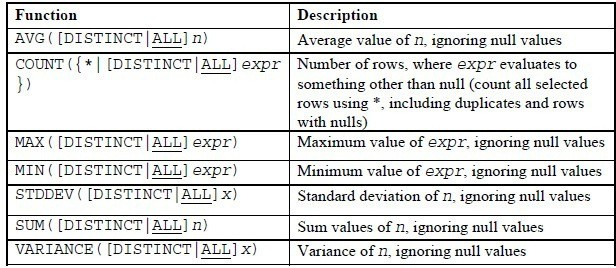 Function Description
AVG([DISTINCT|ALL]n) Average value of n, ignoring null values
COUNT({*|[DISTINCT|ALL]expr Number of rows, where expr evaluates to
}) something other than null (count all selected
rows using *, including duplicates and rows
with nulls)
MAX([DISTINCT|ALL]expr) Maximum value of expr, ignoring null values
MIN([DISTINCT|ALL]expr) Minimum value of expr, ignoring null values
STDDEV([DISTINCT|ALL]x) Standard deviation of n, ignoring null values
SUM([DISTINCT|ALL]n) Sum values of n, ignoring null values
VARIANCE([DISTINCT|ALL]x) Variance of n, ignoring null values